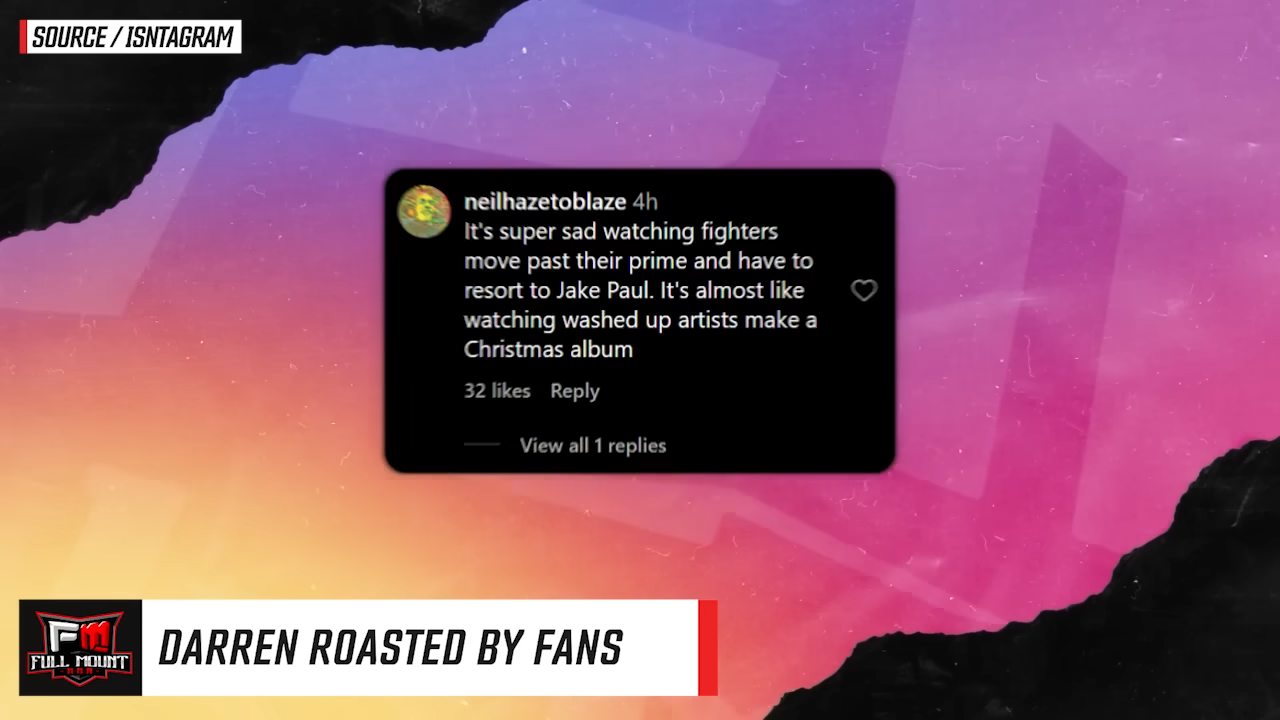 SOURCE / ISNTAGRAM
neilhazetoblaze 4h
It's super sad watching fighters
move past their prime and have to
resort to Jake Paul. It's almost like
watching washed up artists make a
Christmas album
32 likes Reply
View all 1 replies
FM
FULL MOUNT
MMA
DARREN ROASTED BY FANS